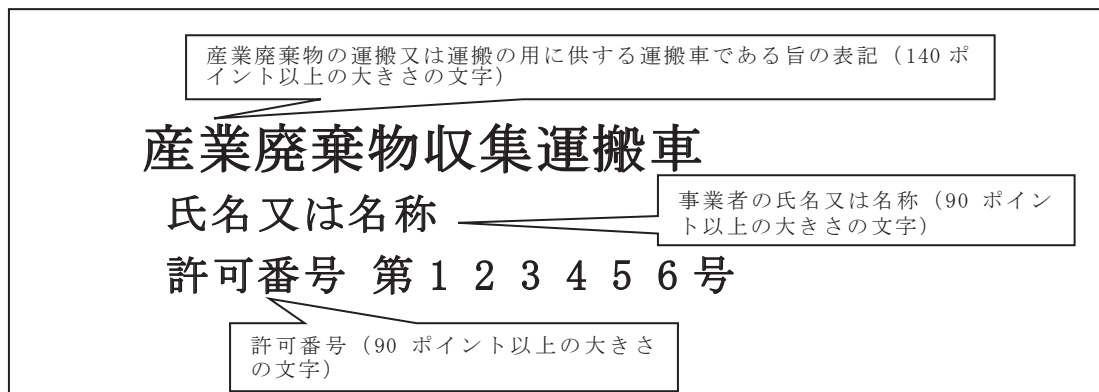 産業廃棄物の運搬又は運搬の用に供する運搬車である旨の表記（140 ポ
イント以上の大きさの文字）
産業廃棄物収集運搬車
氏名又は名称
事業者の氏名又は名称（90 ポイン
ト以上の大きさの文字）
許可番号 第１２３４５６号
許可番号（90 ポイント以上の大きさ
の文字）